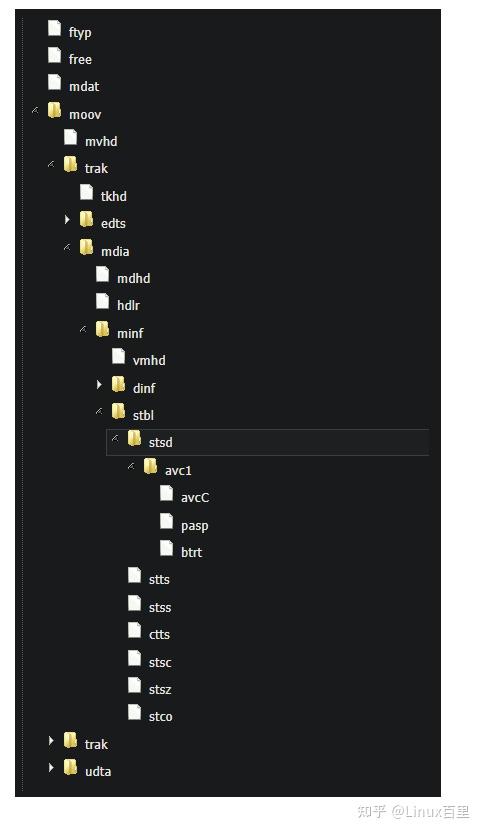 ftyp
free
mdat
moov
mvhd
trak
tkhd
edts
mdia
mdhd
hdlr
minf
vmhd
dinf
stbl
stsd
avc1
avcC
pasp
btrt
stts
stss
ctts
stsc
stsz
stco
trak
udta
知乎 @Linux百里